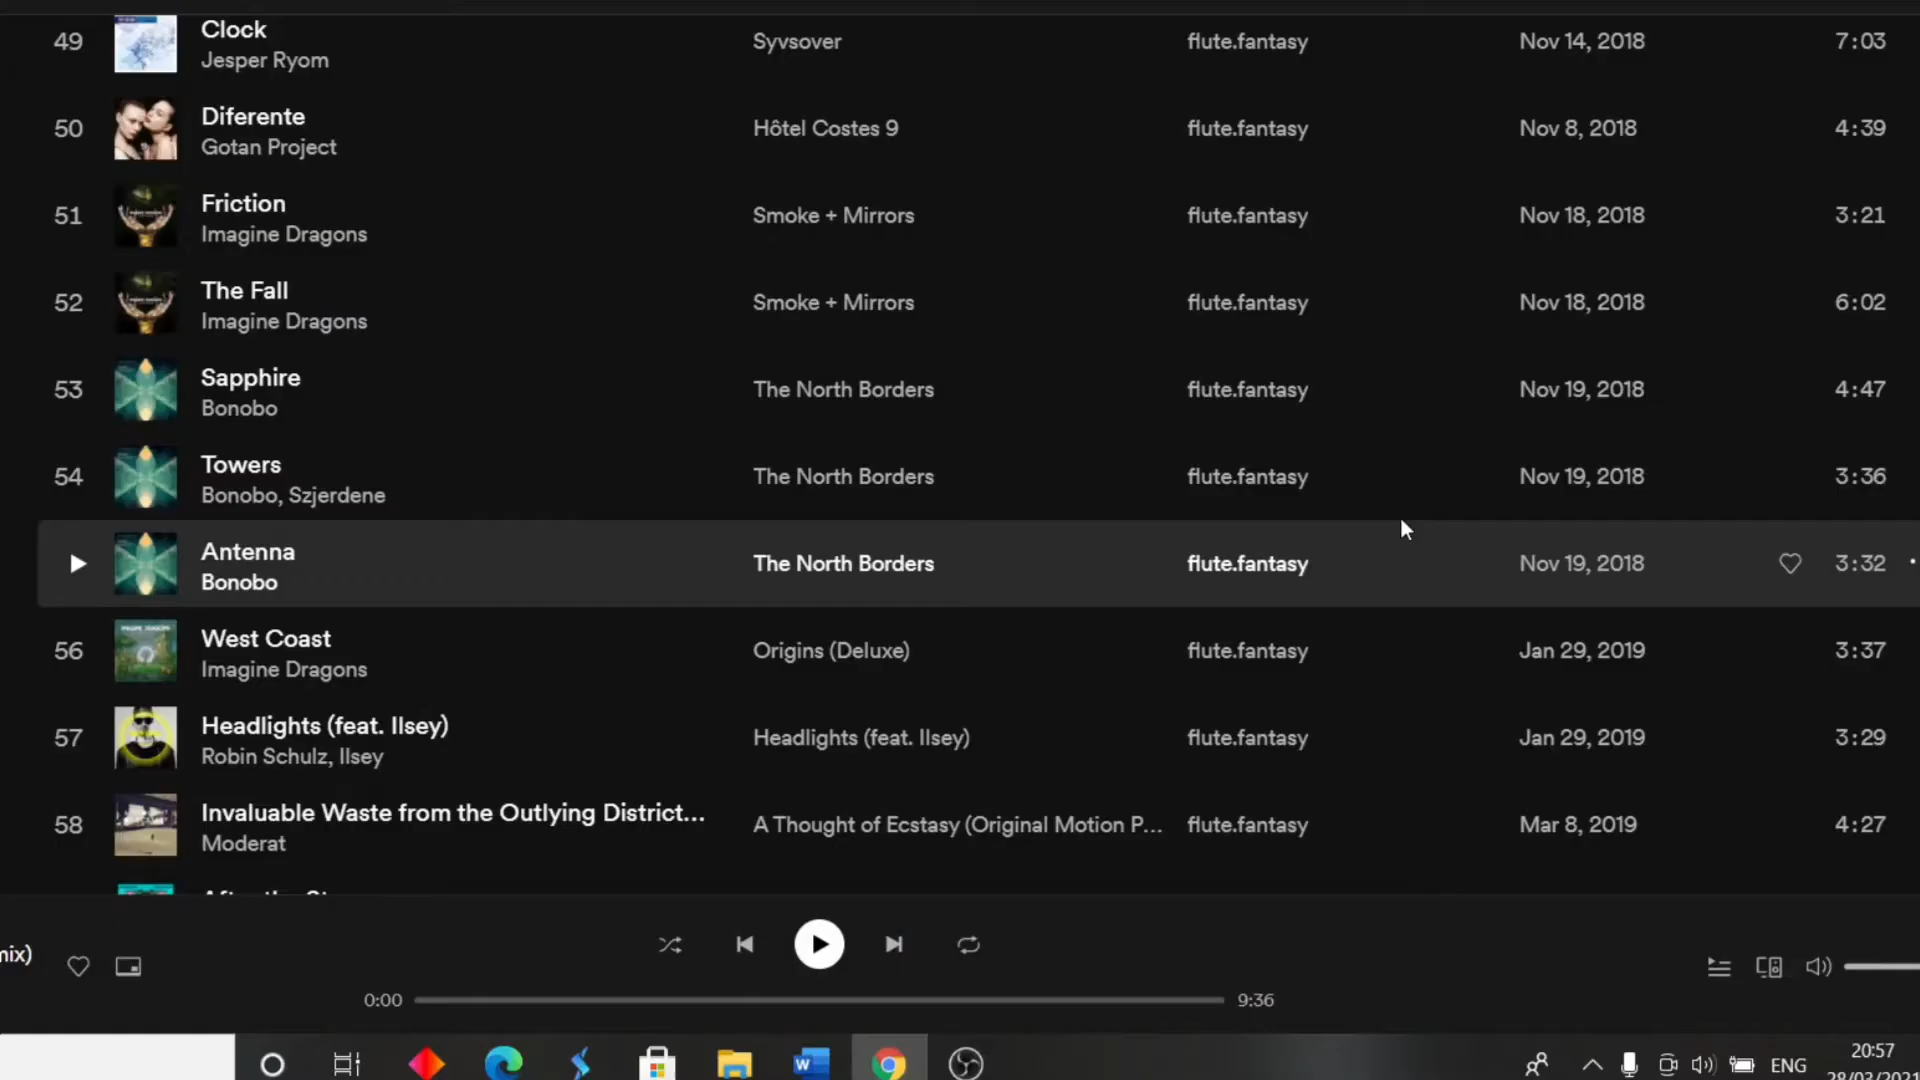 49 Clock Syvsover flute.fantasy Nov 14, 2018 7:03
Jesper Ryom
50 Diferente Hôtel Costes 9 flute.fantasy Nov 8, 2018 4:39
Gotan Project
51 Friction Smoke + Mirrors flute.fantasy Nov 18, 2018 3:21
Imagine Dragons
52 The Fall Smoke + Mirrors flute.fantasy Nov 18, 2018 6:02
Imagine Dragons
53 Sapphire The North Borders flute.fantasy Nov 19, 2018 4:47
Bonobo
54 Towers The North Borders flute.fantasy Nov 19, 2018 3:36
Bonobo, Szjerdene
Antenna The North Borders flute.fantasy Nov 19, 2018 3:32
Bonobo
56 West Coast Origins (Deluxe) flute.fantasy Jan 29, 2019 3:37
Imagine Dragons
57 Headlights (feat. Ilsey) Headlights (feat. Ilsey) flute.fantasy Jan 29, 2019 3:29
Robin Schulz, Ilsey
58 Invaluable Waste from the Outlying District... A Thought of Ecstasy (Original Motion P... flute.fantasy Mar 8, 2019 4:27
Moderat
mix)
0:00 9:36
ENG 20:57
28/03/2021